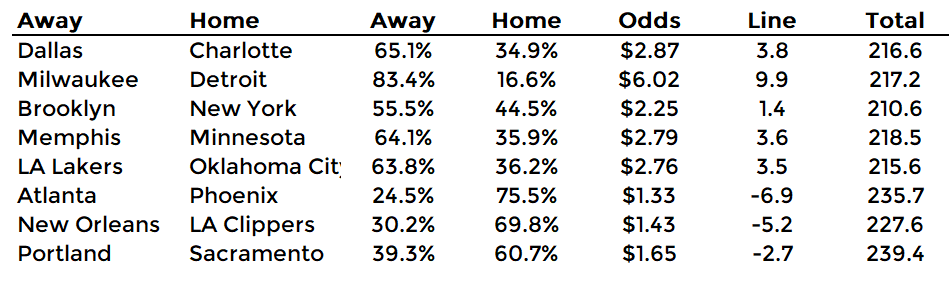 Away Home Away Home Odds Line Total
Dallas Charlotte 65.1% 34.9% $2.87 3.8 216.6
Milwaukee Detroit 83.4% 16.6% $6.02 9.9 217.2
Brooklyn New York 55.5% 44.5% $2.25 1.4 210.6
Memphis Minnesota 64.1% 35.9% $2.79 3.6 218.5
LA Lakers Oklahoma Cit 63.8% 36.2% $2.76 3.5 215.6
Atlanta Phoenix 24.5% 75.5% $1.33 -6.9 235.7
New Orleans LA Clippers 30.2% 69.8% $1.43 -5.2 227.6
Portland Sacramento 39.3% 60.7% $1.65 -2.7 239.4